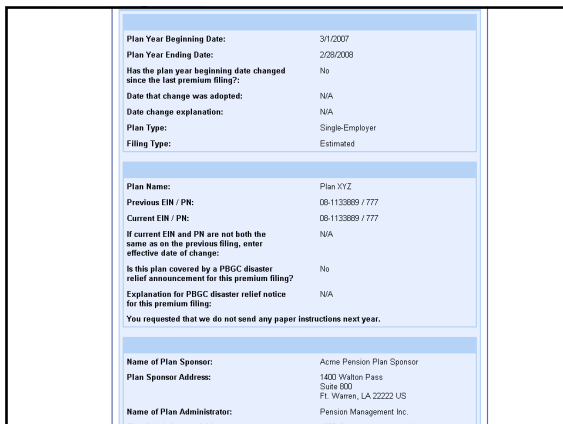 Plan Year Beginning Date: 3/1/2007
Plan Year Ending Date: 2/28/2008
Has the plan year beginning date changed No
since the last premium filing?:
Date that change was adopted: N/A
Date change explanation: N/A
Plan Type: Single-Employer
Filing Type: Estimated
Plan Name: Plan XYZ
Previous EIN / PN: 08-1133889 / 777
Current EIN / PN: 08-1133889 / 777
If current EIN and PN are not both the N/A
same as on the previous filing, enter
effective date of change:
Is this plan covered by a PBGC disaster No
relief announcement for this premium filing?
Explanation for PBGC disaster relief notice N/A
for this premium filing:
You requested that we do not send any paper instructions next year.
Name of Plan Sponsor: Acme Pension Plan Sponsor
Plan Sponsor Address: 1400 Walton Pass
Suite 800
Ft. Warren, LA 22222 US
Name of Plan Administrator: Pension Management Inc.